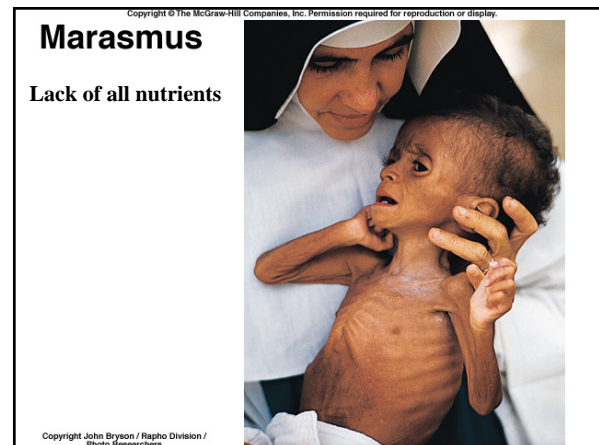 Copyright © The McGraw-Hill Companies, Inc. Permission required for reproduction or display.
Marasmus
Lack of all nutrients
Copyright John Bryson / Rapho Division /
Photo Researchers